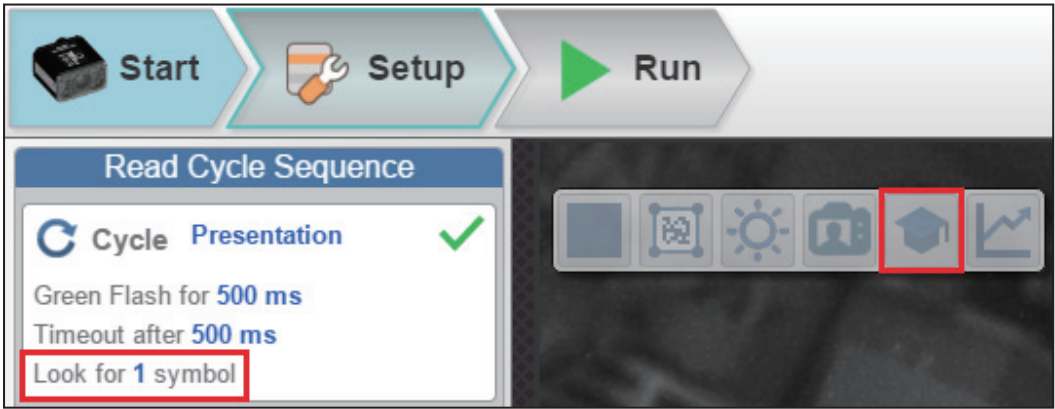 Start
Setup
Run
Read Cycle Sequence
Cycle Presentation
Green Flash for 500 ms
Timeout after 500 ms
Look for 1 symbol